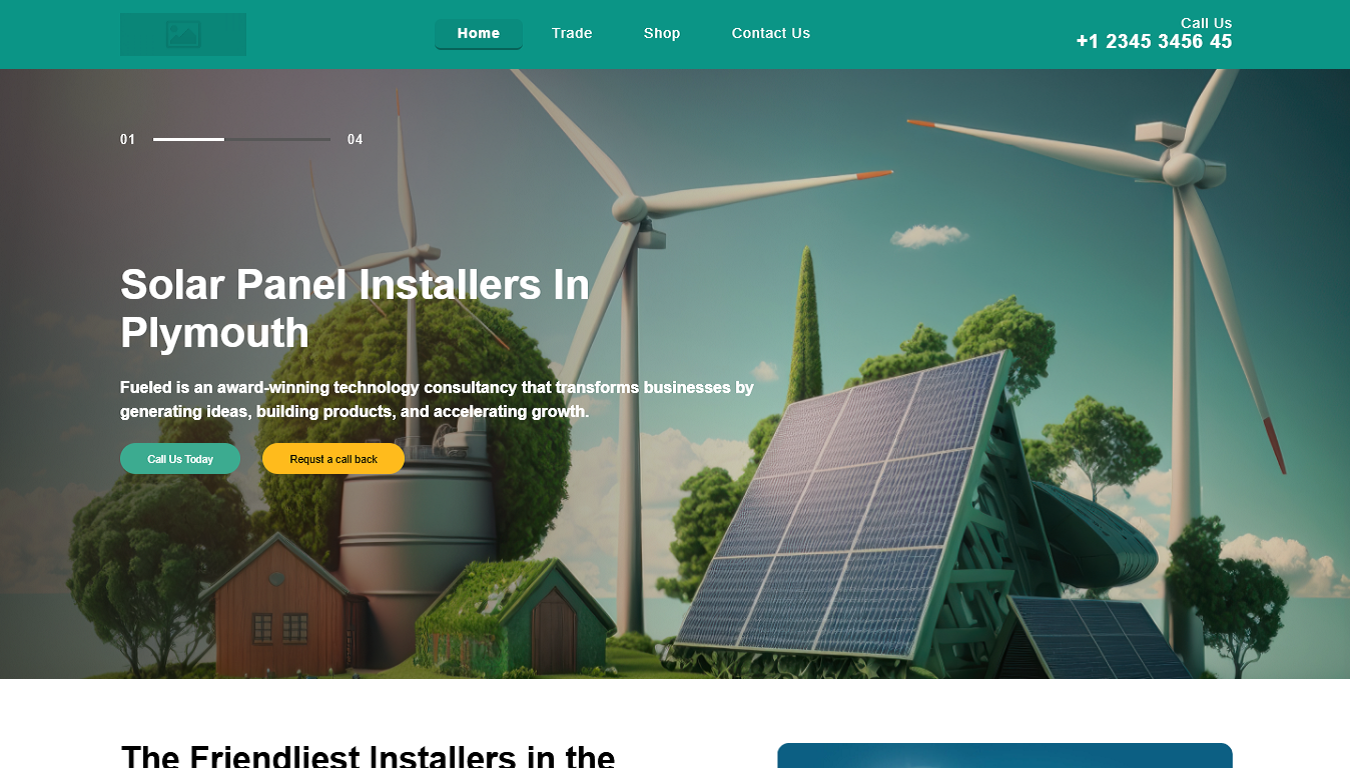 Home Trade Shop Contact Us
Call Us
+1 2345 3456 45
01 04
Solar Panel Installers In
Plymouth
Fueled is an award-winning technology consultancy that transforms businesses by
generating ideas, building products, and accelerating growth.
Call Us Today Requst a call back
The Friendliest Installers in the